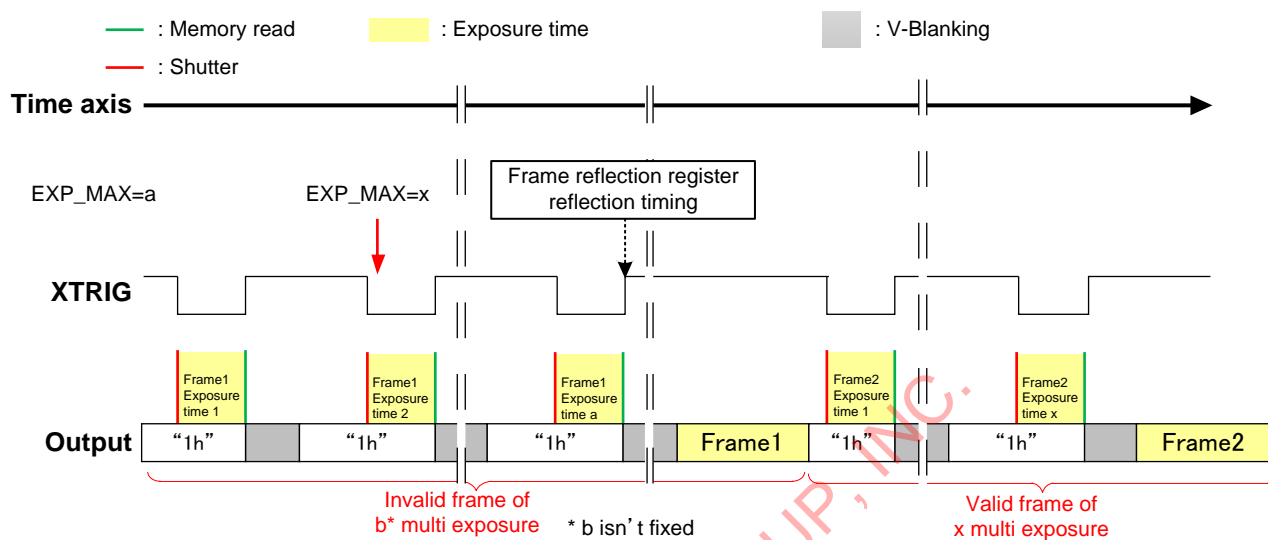 : Memory read
: Exposure time
: V-Blanking
: Shutter
Time axis
EXP_MAX=a
EXP_MAX=x
Frame reflection register
reflection timing
XTRIG
Frame1
Exposure
time 1
Frame1
Exposure
time 2
Frame1
Exposure
time a
Frame2
Exposure
time 1
Frame2
Exposure
time x
Output
“1h”
“1h”
“1h”
Frame1
“1h”
“1h”
Frame2
Invalid frame of
b* multi exposure
* b isn’t fixed
Valid frame of
x multi exposure
UP, INC.